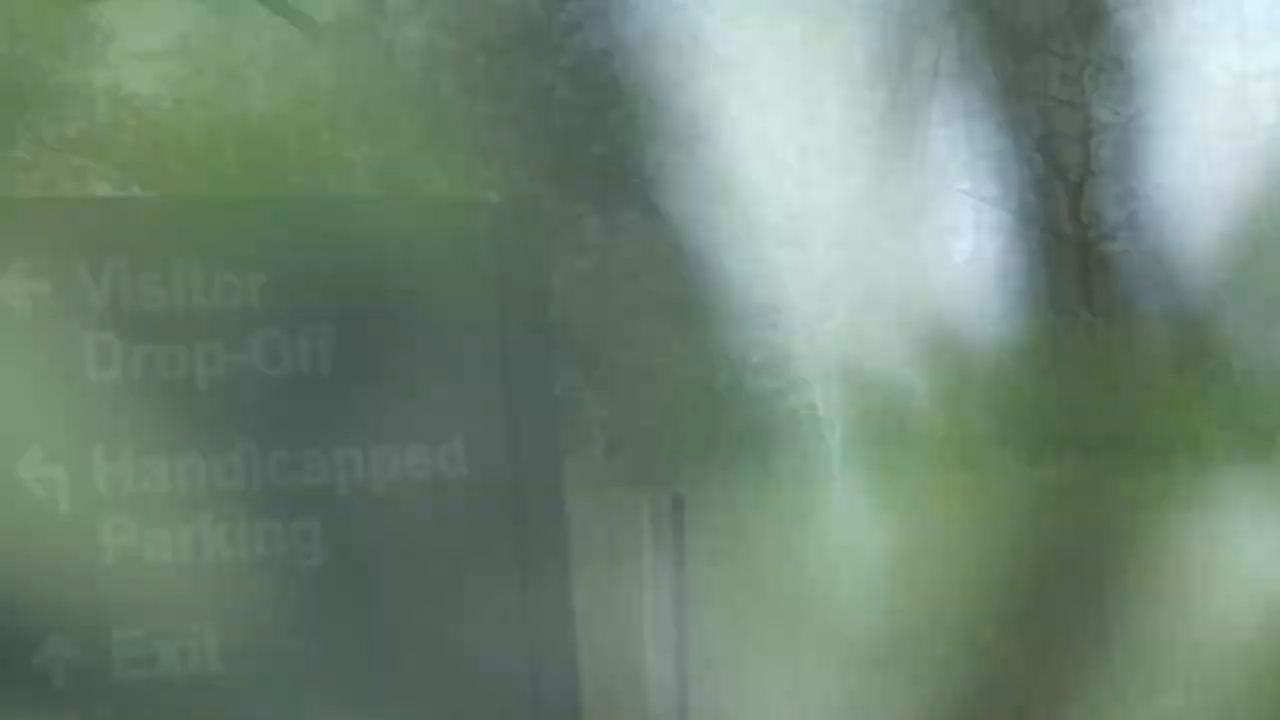 ← Visitor
Drop-Off
↰ Handicapped
Parking
↑ Exit